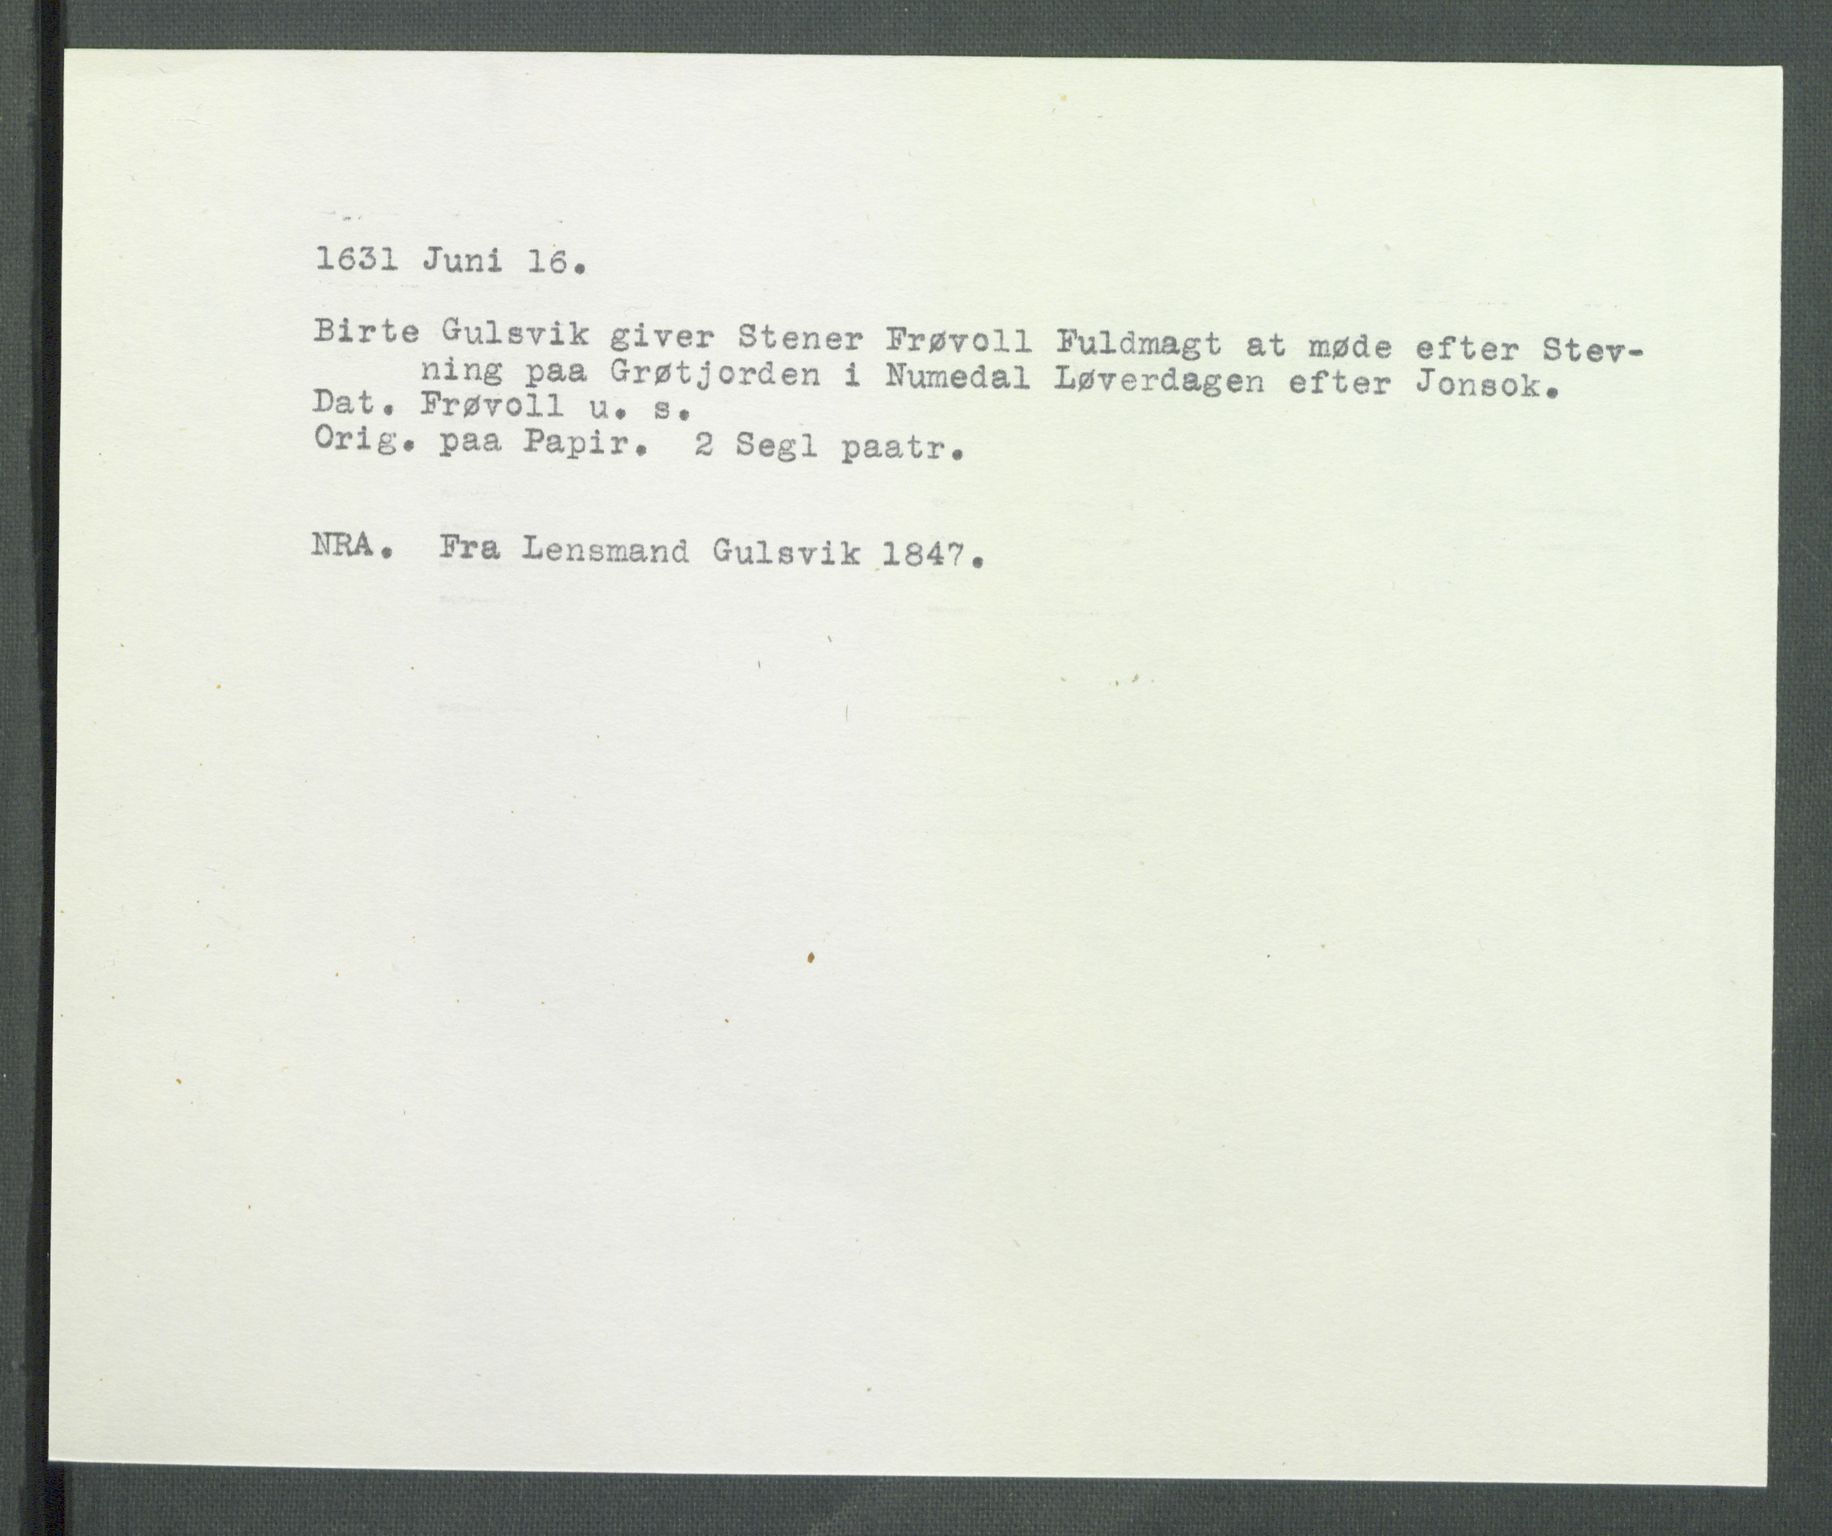 1631 Juni 16.
Birte Gulsvik giver Stener Frøvoll Fuldmagt at møde efter Stev-
ning paa Grøtjorden i Numedal Løverdagen efter Jonsok.
Dat. Frøvoll u. s.
Orig. paa Papir.  2 Segl paatr.
NRA.  Fra Lensmand Gulsvik 1847.